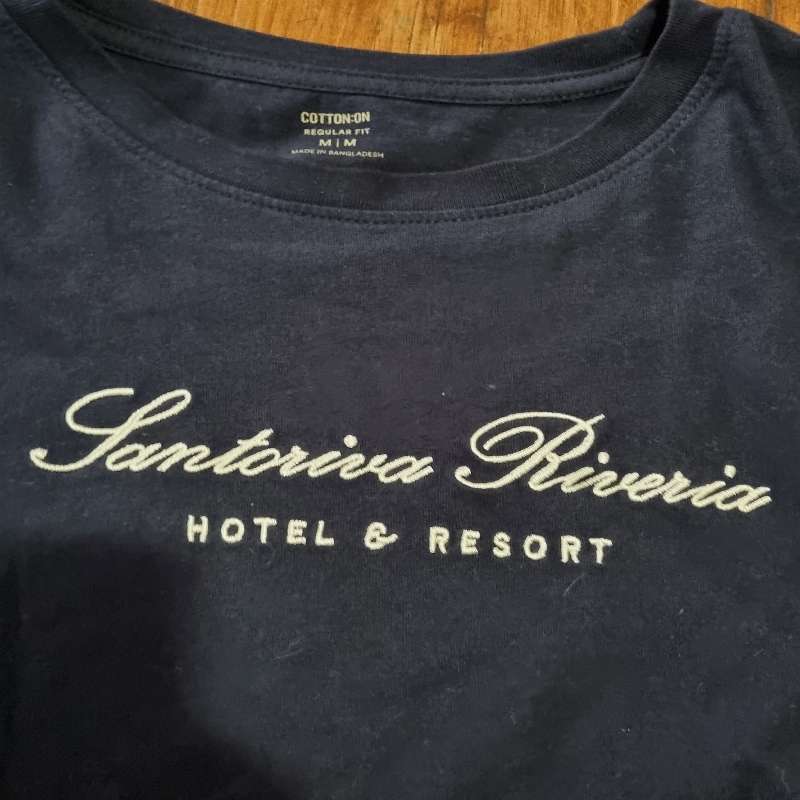 COTTON:ON
REGULAR FIT
M | M
MADE IN BANGLADESH
Santoriva Riveria
HOTEL & RESORT